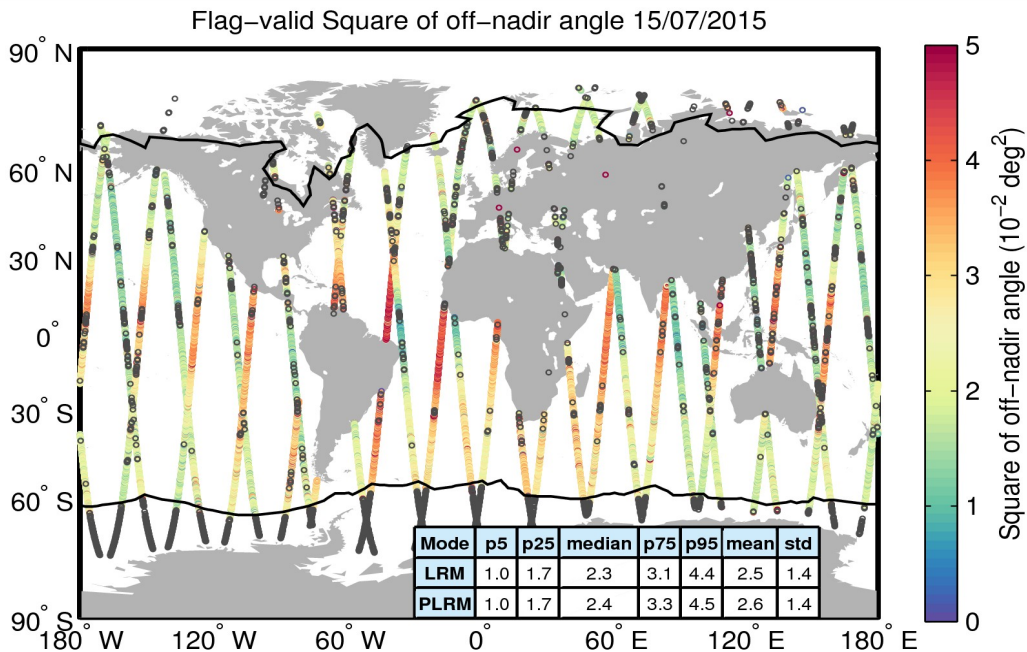 Flag−valid Square of off−nadir angle 15/07/2015
90° N
60° N
30° N
0°
30° S
60° S
90° S
180° W
120° W
60° W
0°
60° E
120° E
180° E
Mode p5 p25 median p75 p95 mean std
LRM 1.0 1.7 2.3 3.1 4.4 2.5 1.4
PLRM 1.0 1.7 2.4 3.3 4.5 2.6 1.4
5
4
3
2
1
0
Square of off−nadir angle (10⁻² deg²)